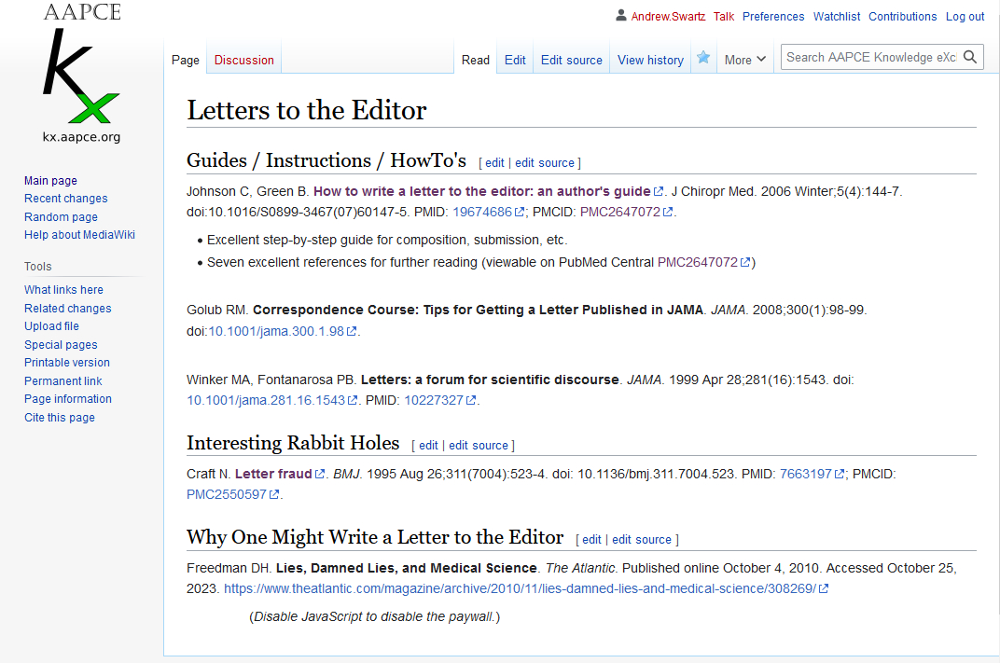 AAPCE
kx
kx.aapce.org
Andrew.Swartz Talk Preferences Watchlist Contributions Log out
Page Discussion Read Edit Edit source View history More Search AAPCE Knowledge eXcl
Main page
Recent changes
Random page
Help about MediaWiki
Tools
What links here
Related changes
Upload file
Special pages
Printable version
Permanent link
Page information
Cite this page
Letters to the Editor
Guides / Instructions / HowTo's [ edit | edit source ]
Johnson C, Green B. How to write a letter to the editor: an author's guide. J Chiropr Med. 2006 Winter;5(4):144-7.
doi:10.1016/S0899-3467(07)60147-5. PMID: 19674686; PMCID: PMC2647072.
• Excellent step-by-step guide for composition, submission, etc.
• Seven excellent references for further reading (viewable on PubMed Central PMC2647072)
Golub RM. Correspondence Course: Tips for Getting a Letter Published in JAMA. JAMA. 2008;300(1):98-99.
doi:10.1001/jama.300.1.98.
Winker MA, Fontanarosa PB. Letters: a forum for scientific discourse. JAMA. 1999 Apr 28;281(16):1543. doi:
10.1001/jama.281.16.1543. PMID: 10227327.
Interesting Rabbit Holes [ edit | edit source ]
Craft N. Letter fraud. BMJ. 1995 Aug 26;311(7004):523-4. doi: 10.1136/bmj.311.7004.523. PMID: 7663197; PMCID:
PMC2550597.
Why One Might Write a Letter to the Editor [ edit | edit source ]
Freedman DH. Lies, Damned Lies, and Medical Science. The Atlantic. Published online October 4, 2010. Accessed October 25,
2023. https://www.theatlantic.com/magazine/archive/2010/11/lies-damned-lies-and-medical-science/308269/
(Disable JavaScript to disable the paywall.)